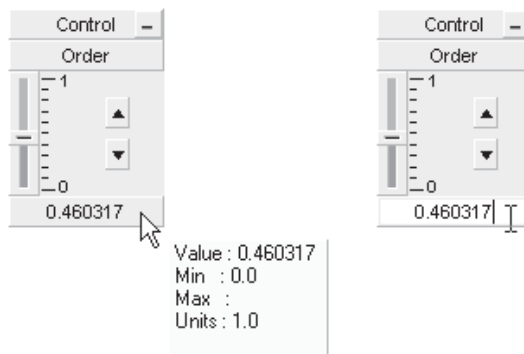 Control –
Order
1
0
0.460317
Value : 0.460317
Min : 0.0
Max :
Units : 1.0
Control –
Order
1
0
0.460317